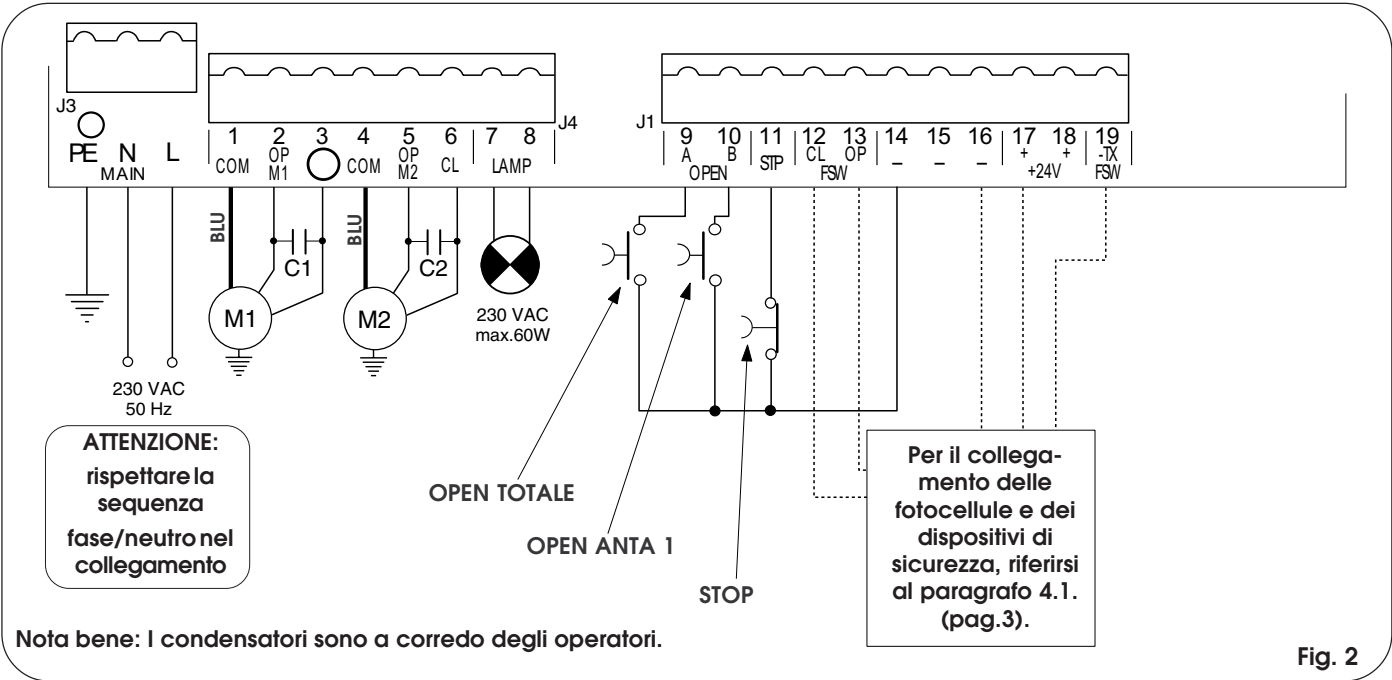 J3
PE N L
MAIN
1 2 3 4 5 6 7 8
J4
COM OP M1 COM OP M2 CL LAMP
J1
9 10 11 12 13 14 15 16 17 18 19
A B STP CL OP – – – + + -TX
OPEN FSW +24V FSW
BLU
BLU
C1
C2
M1
M2
230 VAC
max.60W
230 VAC
50 Hz
ATTENZIONE:
rispettare la
sequenza
fase/neutro nel
collegamento
OPEN TOTALE
OPEN ANTA 1
STOP
Per il collega-
mento delle
fotocellule e dei
dispositivi di
sicurezza, riferirsi
al paragrafo 4.1.
(pag.3).
Nota bene: I condensatori sono a corredo degli operatori.
Fig. 2